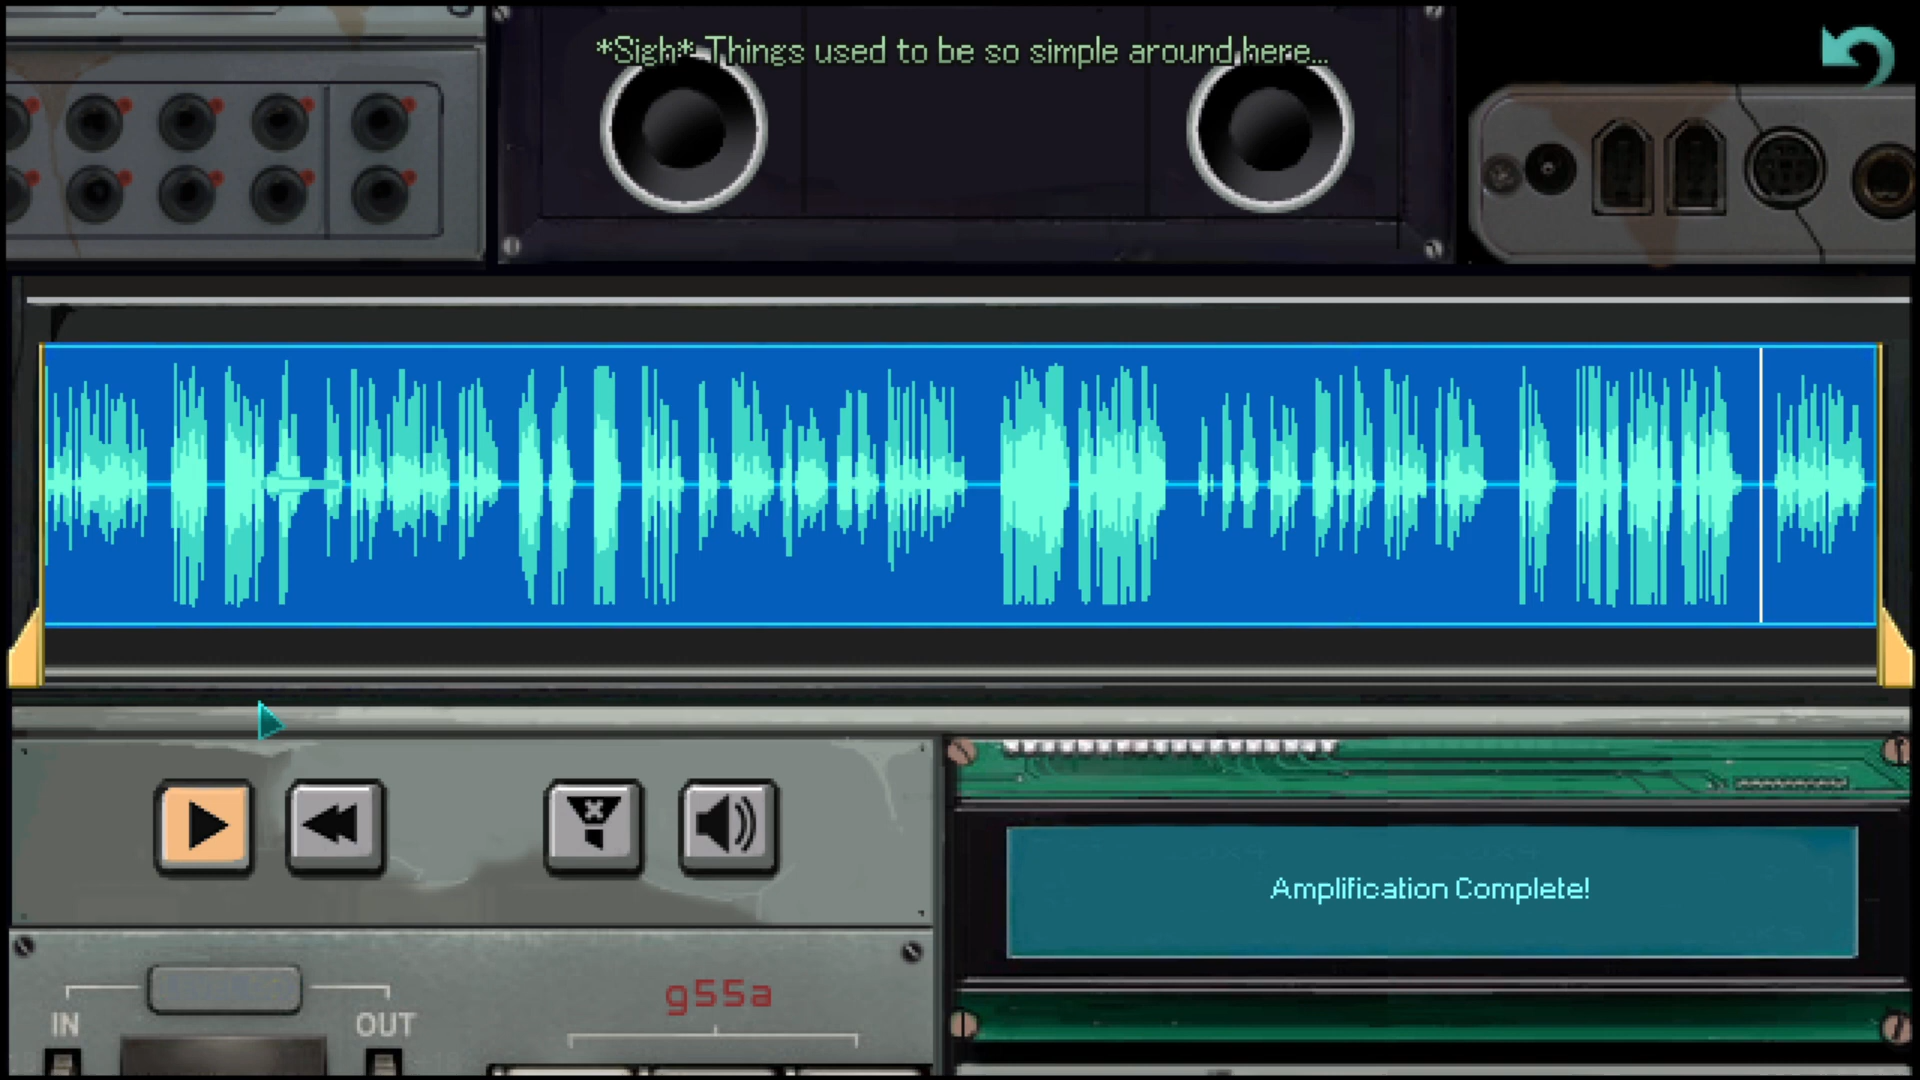 *Sigh* Things used to be so simple around here...
Amplification Complete!
g55a
IN
OUT